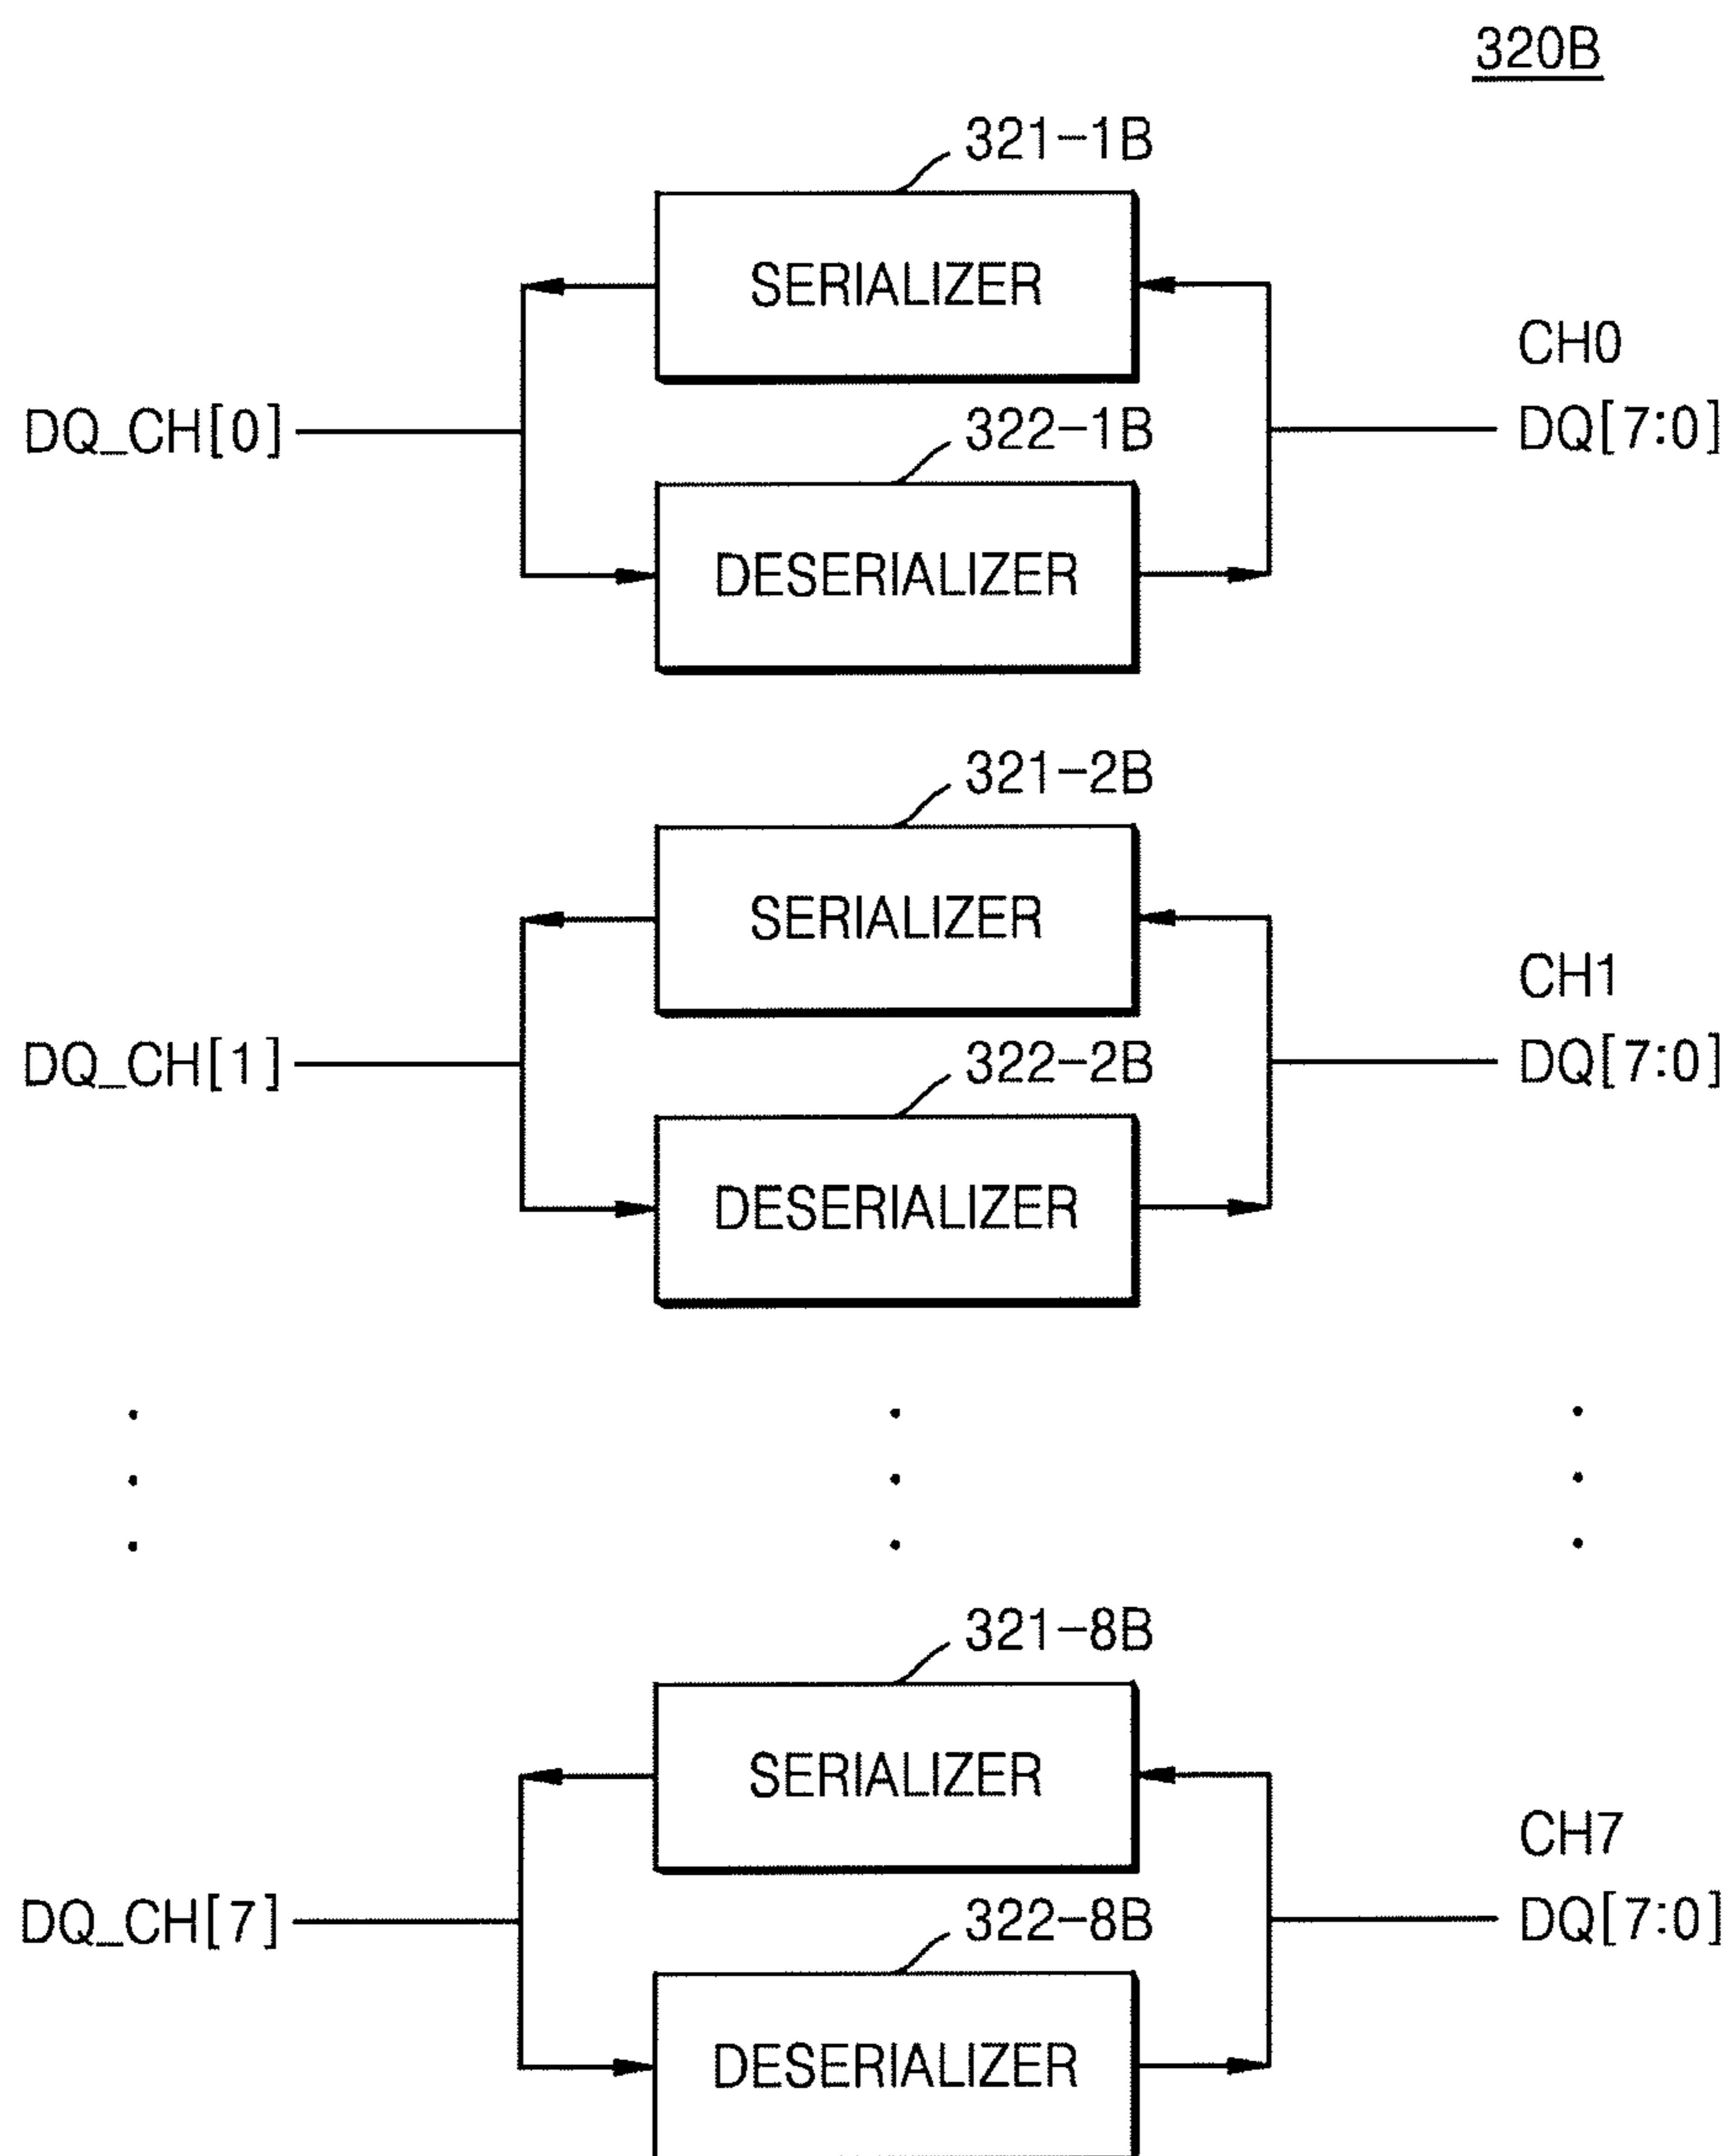 320B
321-1B
SERIALIZER
CH0
DQ_CH[0]
322-1B
DQ[7:0]
DESERIALIZER
321-2B
SERIALIZER
CH1
DQ_CH[1]
322-2B
DQ[7:0]
DESERIALIZER
321-8B
SERIALIZER
CH7
DQ_CH[7]
322-8B
DQ[7:0]
DESERIALIZER